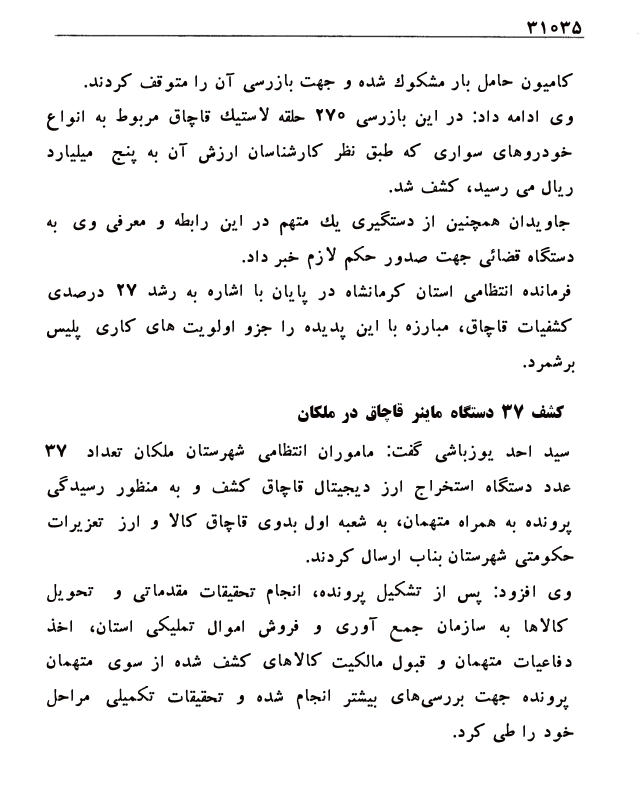 ۳۱۰۳۵
کامیون حامل بار مشکوک شده و جهت بازرسی آن را متوقف کردند.
وی ادامه داد: در این بازرسی ۲۷۰ حلقه لاستیک قاچاق مربوط به انواع
خودروهای سواری که طبق نظر کارشناسان ارزش آن به پنج میلیارد
ریال می رسید، کشف شد.
جاویدان همچنین از دستگیری یک متهم در این رابطه و معرفی وی به
دستگاه قضائی جهت صدور حکم لازم خبر داد.
فرمانده انتظامی استان کرمانشاه در پایان با اشاره به رشد ۲۷ درصدی
کشفیات قاچاق، مبارزه با این پدیده را جزو اولویت های کاری پلیس
برشمرد.
کشف ۳۷ دستگاه ماینر قاچاق در ملکان
سید احد یوزباشی گفت: ماموران انتظامی شهرستان ملکان تعداد ۳۷
عدد دستگاه استخراج ارز دیجیتال قاچاق کشف و به منظور رسیدگی
پرونده به همراه متهمان، به شعبه اول بدوی قاچاق کالا و ارز تعزیرات
حکومتی شهرستان بناب ارسال کردند.
وی افزود: پس از تشکیل پرونده، انجام تحقیقات مقدماتی و تحویل
کالاها به سازمان جمع آوری و فروش اموال تملیکی استان، اخذ
دفاعیات متهمان و قبول مالکیت کالاهای کشف شده از سوی متهمان
پرونده جهت بررسی‌های بیشتر انجام شده و تحقیقات تکمیلی مراحل
خود را طی کرد.